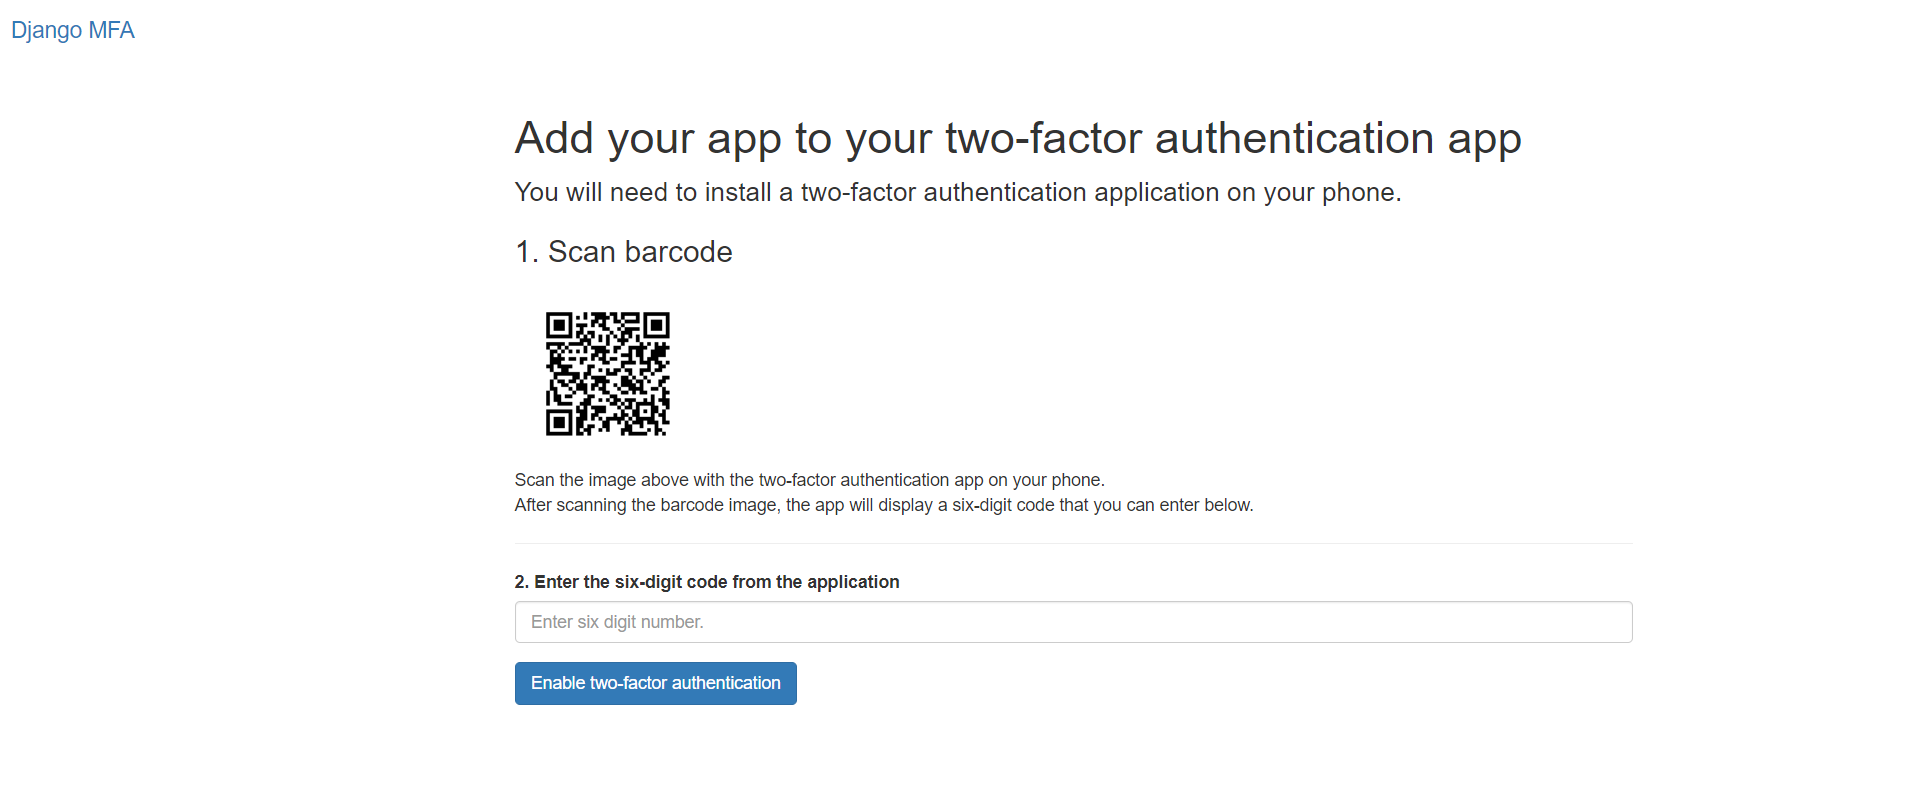 Django MFA
Add your app to your two-factor authentication app
You will need to install a two-factor authentication application on your phone.
1. Scan barcode
Scan the image above with the two-factor authentication app on your phone.
After scanning the barcode image, the app will display a six-digit code that you can enter below.
2. Enter the six-digit code from the application
Enter six digit number.
Enable two-factor authentication